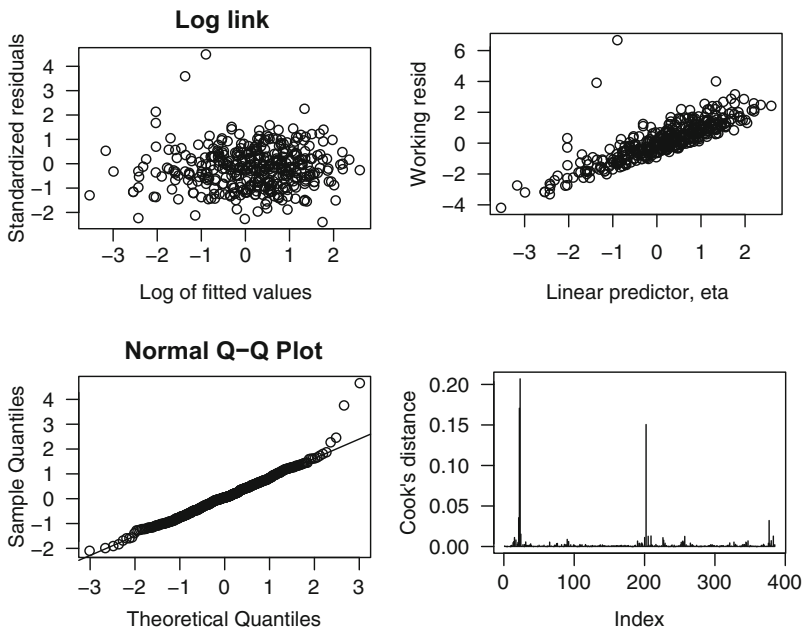 Log link
Standardized residuals
4
3
2
1
0
−1
−2
−3 −2 −1 0 1 2
Log of fitted values
Working resid
6
4
2
0
−2
−4
−3 −2 −1 0 1 2
Linear predictor, eta
Normal Q−Q Plot
Sample Quantiles
4
3
2
1
0
−1
−2
−3 −2 −1 0 1 2 3
Theoretical Quantiles
Cook's distance
0.20
0.15
0.10
0.05
0.00
0 100 200 300 400
Index